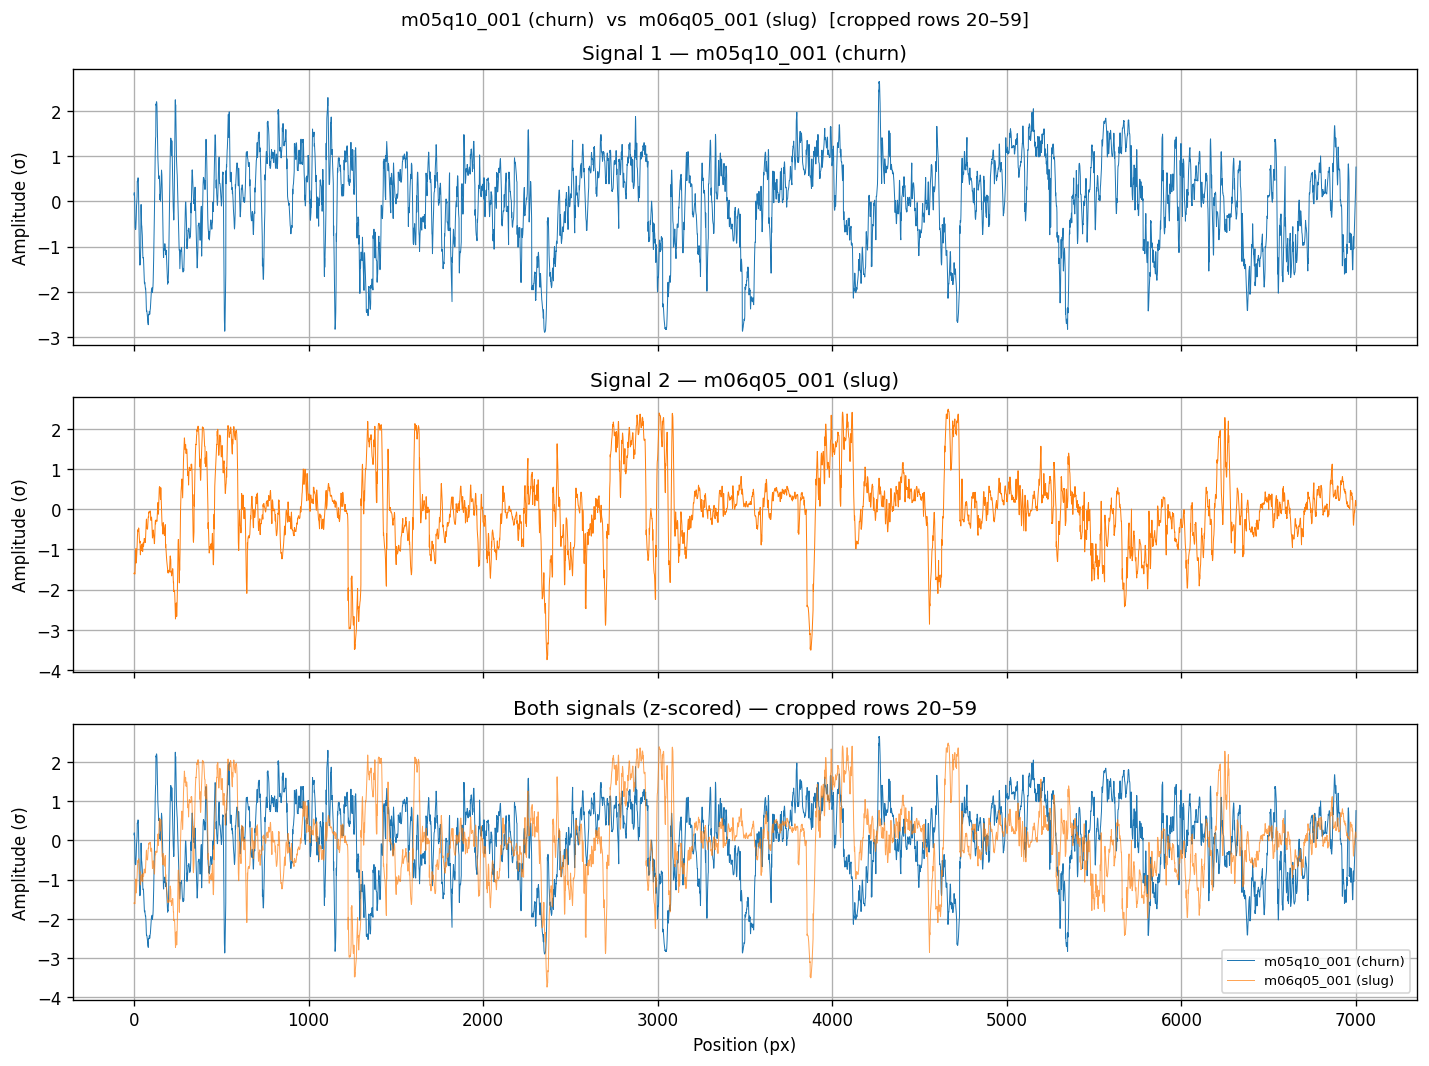 m05q10_001 (churn)  vs  m06q05_001 (slug)  [cropped rows 20–59]
Signal 1 — m05q10_001 (churn)
Amplitude (σ)
2
1
0
−1
−2
−3
Signal 2 — m06q05_001 (slug)
Amplitude (σ)
2
1
0
−1
−2
−3
−4
Both signals (z-scored) — cropped rows 20–59
Amplitude (σ)
2
1
0
−1
−2
−3
−4
m05q10_001 (churn)
m06q05_001 (slug)
0 1000 2000 3000 4000 5000 6000 7000
Position (px)